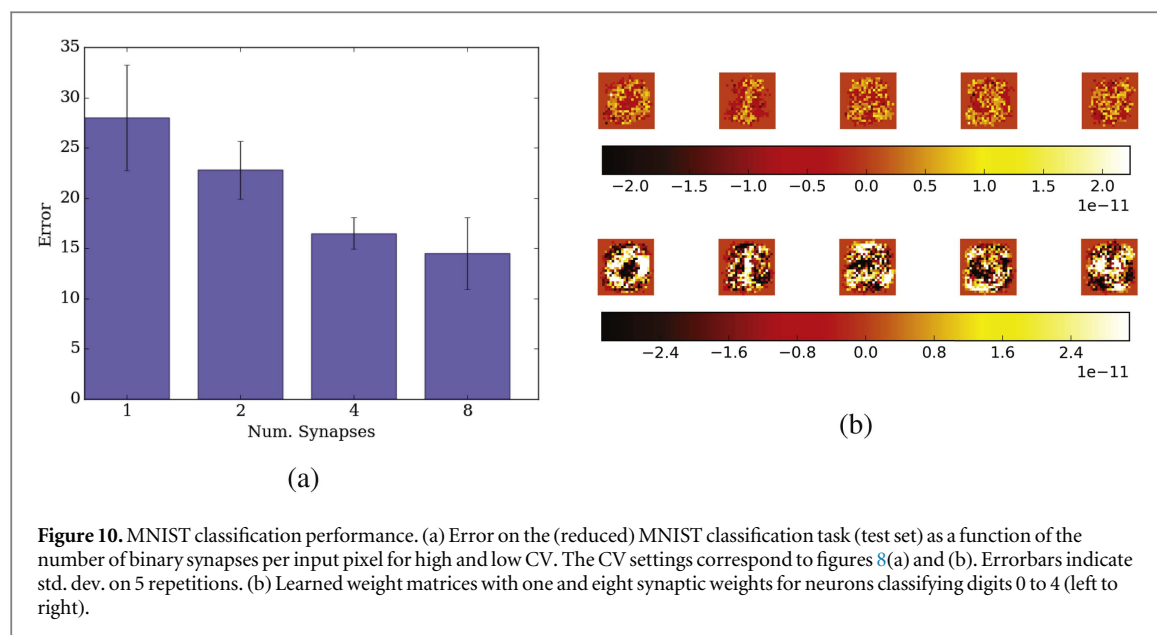 35
30
25
20
15
10
5
0
Error
1 2 4 8
Num. Synapses
(a)
−2.0 −1.5 −1.0 −0.5 0.0 0.5 1.0 1.5 2.0
1e−11
−2.4 −1.6 −0.8 0.0 0.8 1.6 2.4
1e−11
(b)
Figure 10. MNIST classification performance. (a) Error on the (reduced) MNIST classification task (test set) as a function of the
number of binary synapses per input pixel for high and low CV. The CV settings correspond to figures 8(a) and (b). Errorbars indicate
std. dev. on 5 repetitions. (b) Learned weight matrices with one and eight synaptic weights for neurons classifying digits 0 to 4 (left to
right).